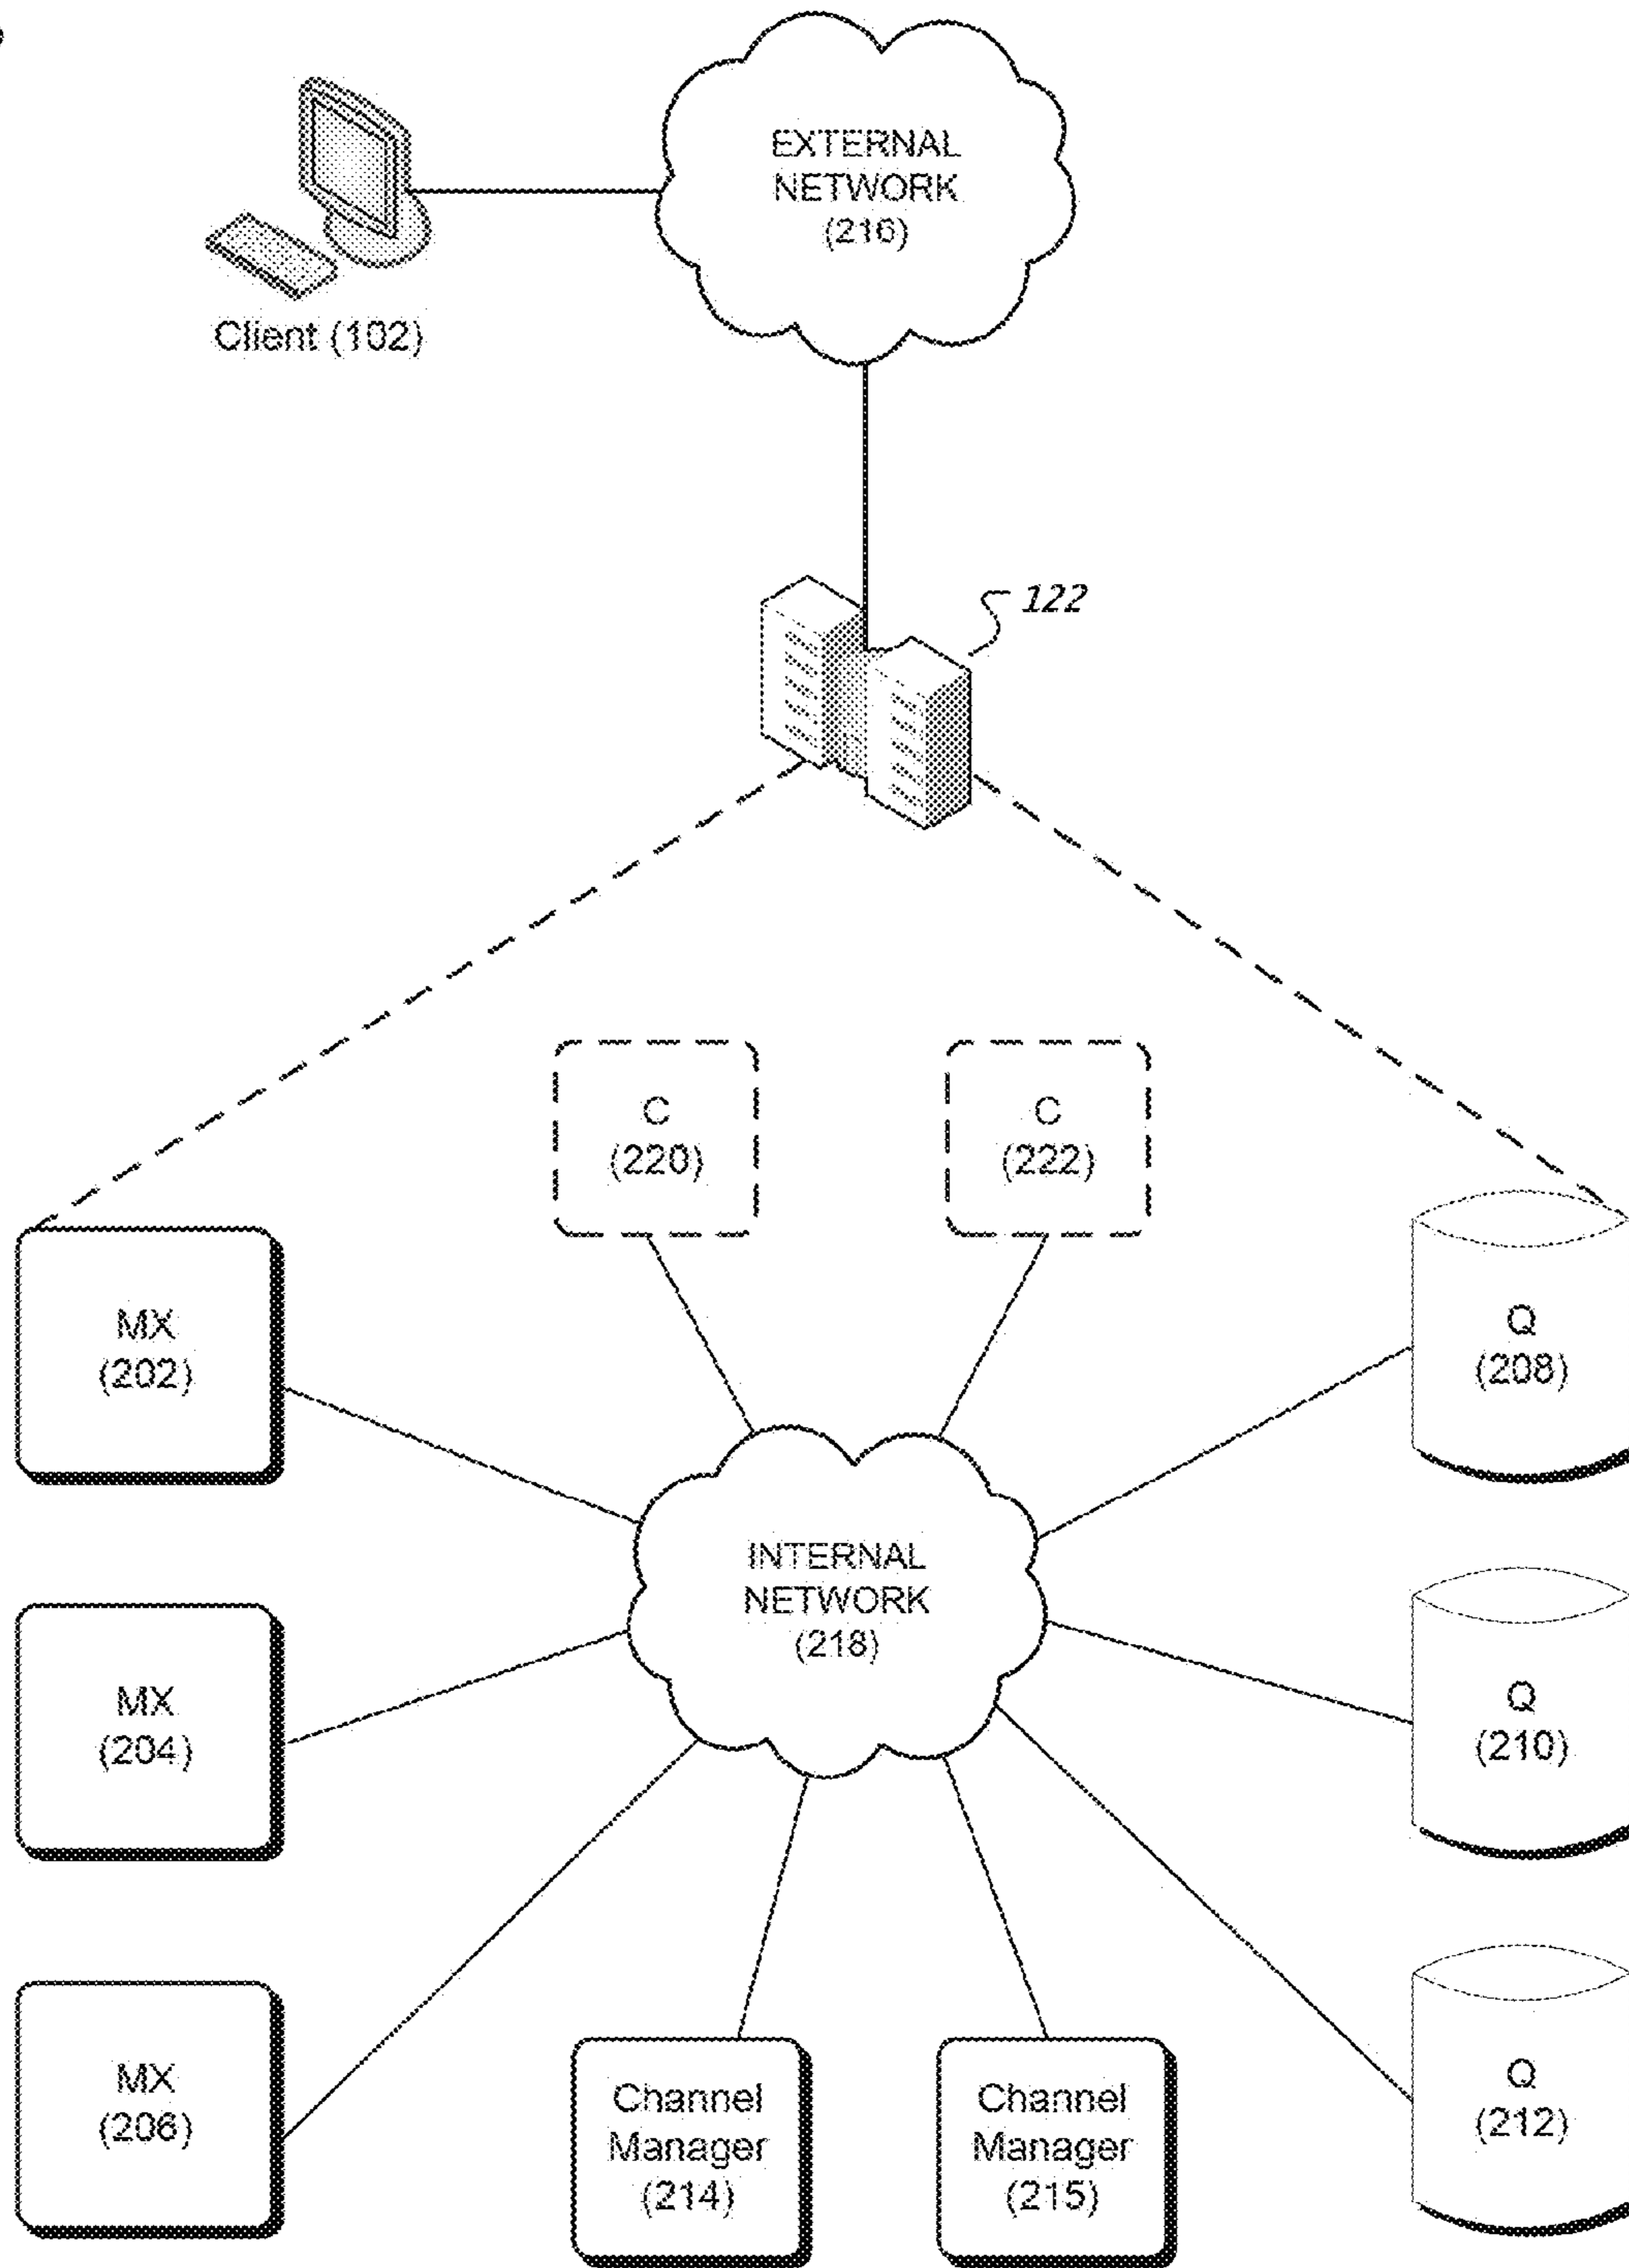 EXTERNAL
NETWORK
(216)
Client (102)
122
C
(220)
C
(222)
MX
(202)
Q
(208)
INTERNAL
NETWORK
(218)
MX
(204)
Q
(210)
MX
(206)
Channel
Manager
(214)
Channel
Manager
(215)
Q
(212)